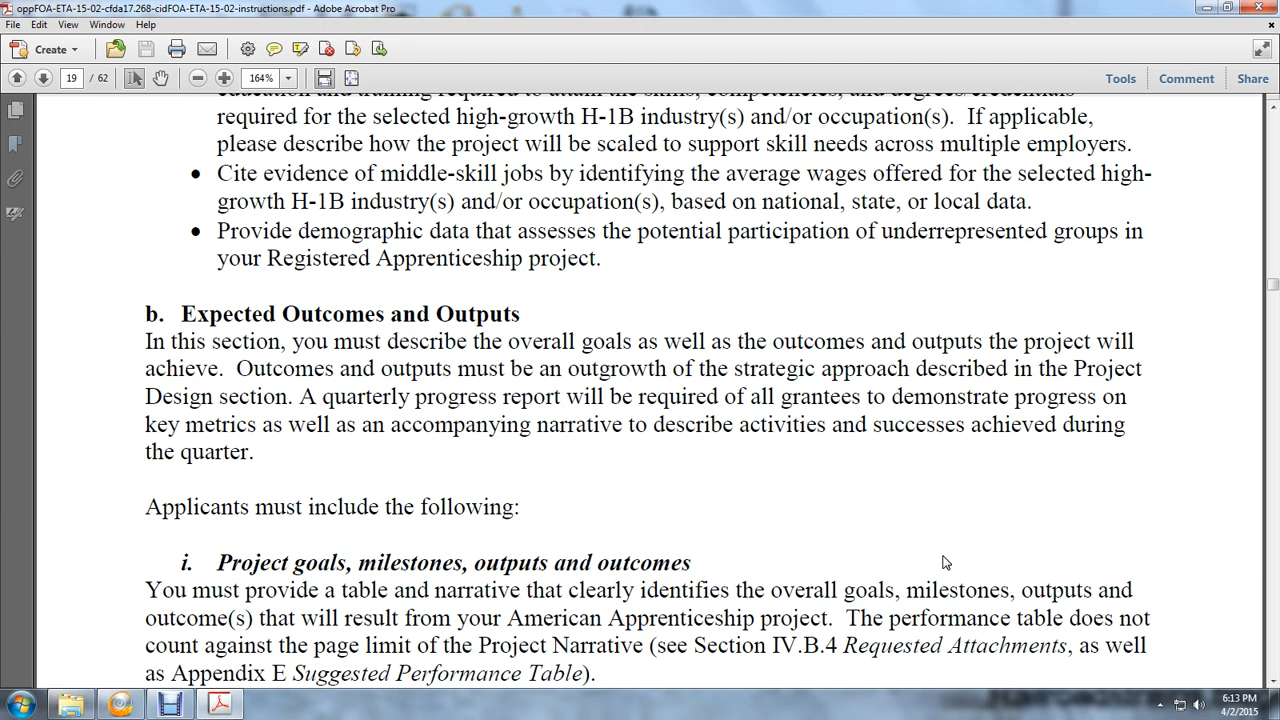 oppFOA-ETA-15-02-cfda17.268-cidFOA-ETA-15-02-instructions.pdf - Adobe Acrobat Pro
File Edit View Window Help
Create
19 / 62 164% Tools Comment Share
education and training required to attain the skills, competencies, and degrees/credentials
required for the selected high-growth H-1B industry(s) and/or occupation(s). If applicable,
please describe how the project will be scaled to support skill needs across multiple employers.
• Cite evidence of middle-skill jobs by identifying the average wages offered for the selected high-
growth H-1B industry(s) and/or occupation(s), based on national, state, or local data.
• Provide demographic data that assesses the potential participation of underrepresented groups in
your Registered Apprenticeship project.
b. Expected Outcomes and Outputs
In this section, you must describe the overall goals as well as the outcomes and outputs the project will
achieve. Outcomes and outputs must be an outgrowth of the strategic approach described in the Project
Design section. A quarterly progress report will be required of all grantees to demonstrate progress on
key metrics as well as an accompanying narrative to describe activities and successes achieved during
the quarter.
Applicants must include the following:
i. Project goals, milestones, outputs and outcomes
You must provide a table and narrative that clearly identifies the overall goals, milestones, outputs and
outcome(s) that will result from your American Apprenticeship project. The performance table does not
count against the page limit of the Project Narrative (see Section IV.B.4 Requested Attachments, as well
as Appendix E Suggested Performance Table).
6:13 PM
4/2/2015